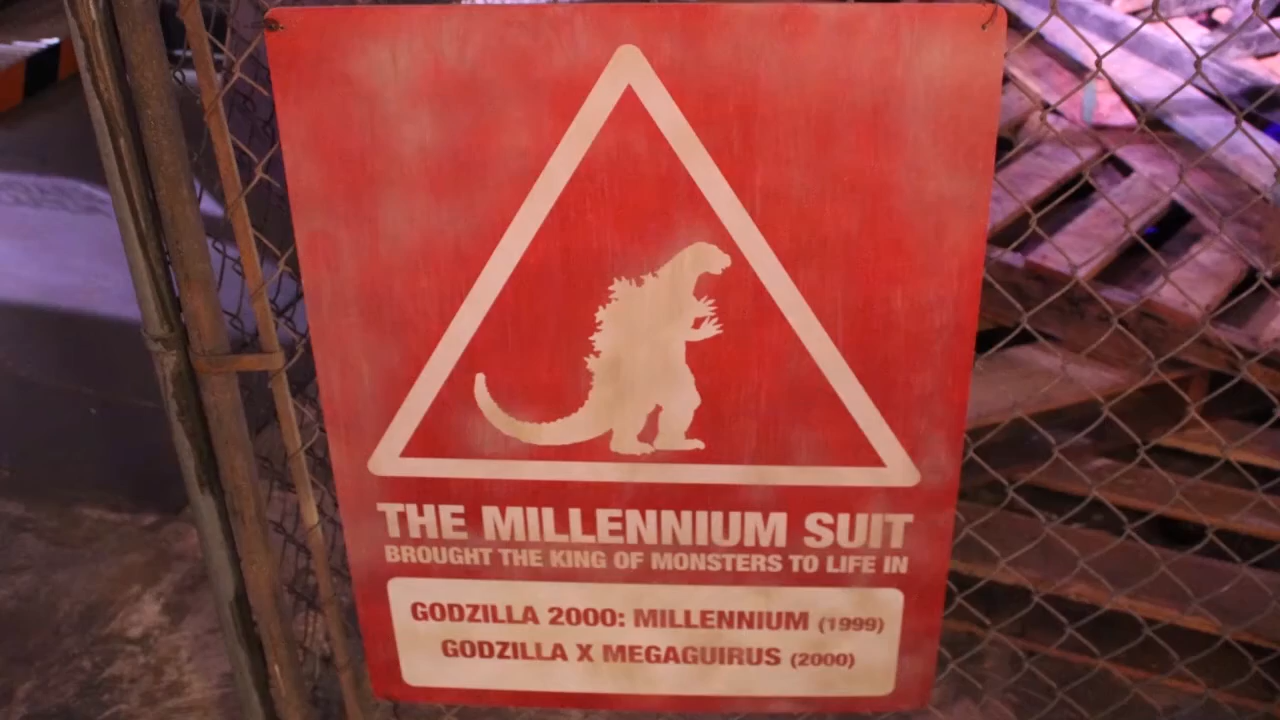 THE MILLENNIUM SUIT
BROUGHT THE KING OF MONSTERS TO LIFE IN
GODZILLA 2000: MILLENNIUM (1999)
GODZILLA X MEGAGUIRUS (2000)